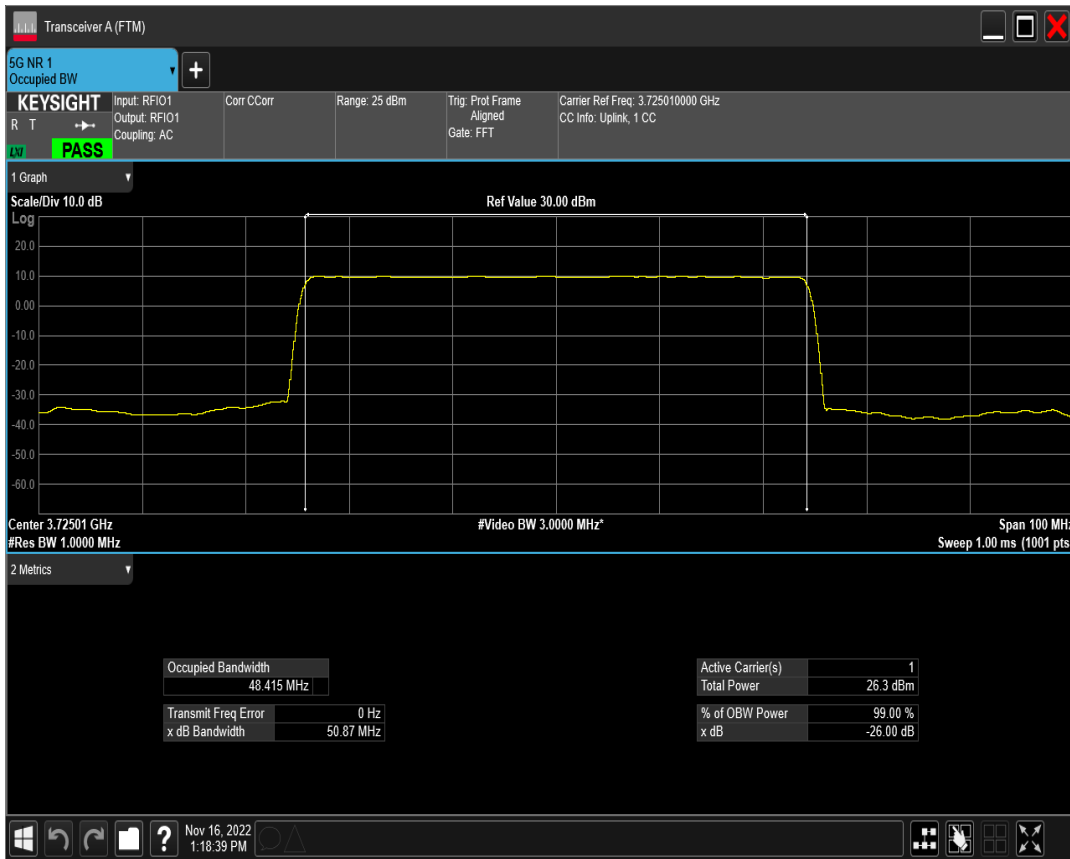 Transceiver A (FTM)
5G NR 1
Occupied BW
+
KEYSIGHT
R T
LXI
PASS
Input: RFIO1
Output: RFIO1
Coupling: AC
Corr CCorr
Range: 25 dBm
Trig: Prot Frame
Aligned
Gate: FFT
Carrier Ref Freq: 3.725010000 GHz
CC Info: Uplink, 1 CC
1 Graph
Scale/Div 10.0 dB
Ref Value 30.00 dBm
Log
20.0
10.0
0.00
-10.0
-20.0
-30.0
-40.0
-50.0
-60.0
Center 3.72501 GHz
#Video BW 3.0000 MHz*
Span 100 MHz
#Res BW 1.0000 MHz
Sweep 1.00 ms (1001 pts
2 Metrics
Occupied Bandwidth
48.415 MHz
Transmit Freq Error 0 Hz
x dB Bandwidth 50.87 MHz
Active Carrier(s) 1
Total Power 26.3 dBm
% of OBW Power 99.00 %
x dB -26.00 dB
?
Nov 16, 2022
1:18:39 PM